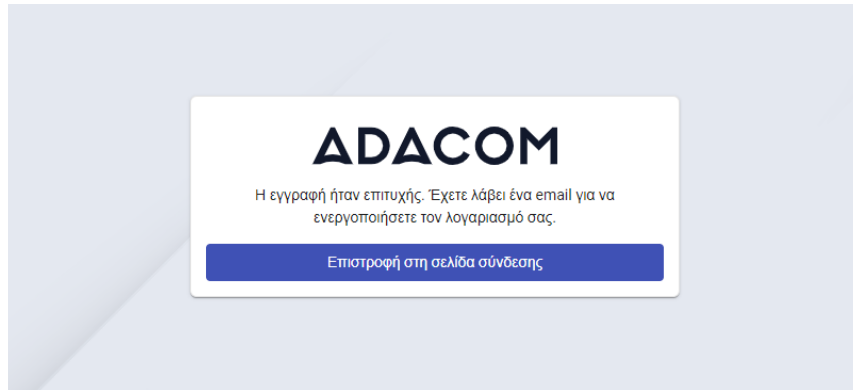 ADACOM
Η εγγραφή ήταν επιτυχής. Έχετε λάβει ένα email για να
ενεργοποιήσετε τον λογαριασμό σας.
Επιστροφή στη σελίδα σύνδεσης